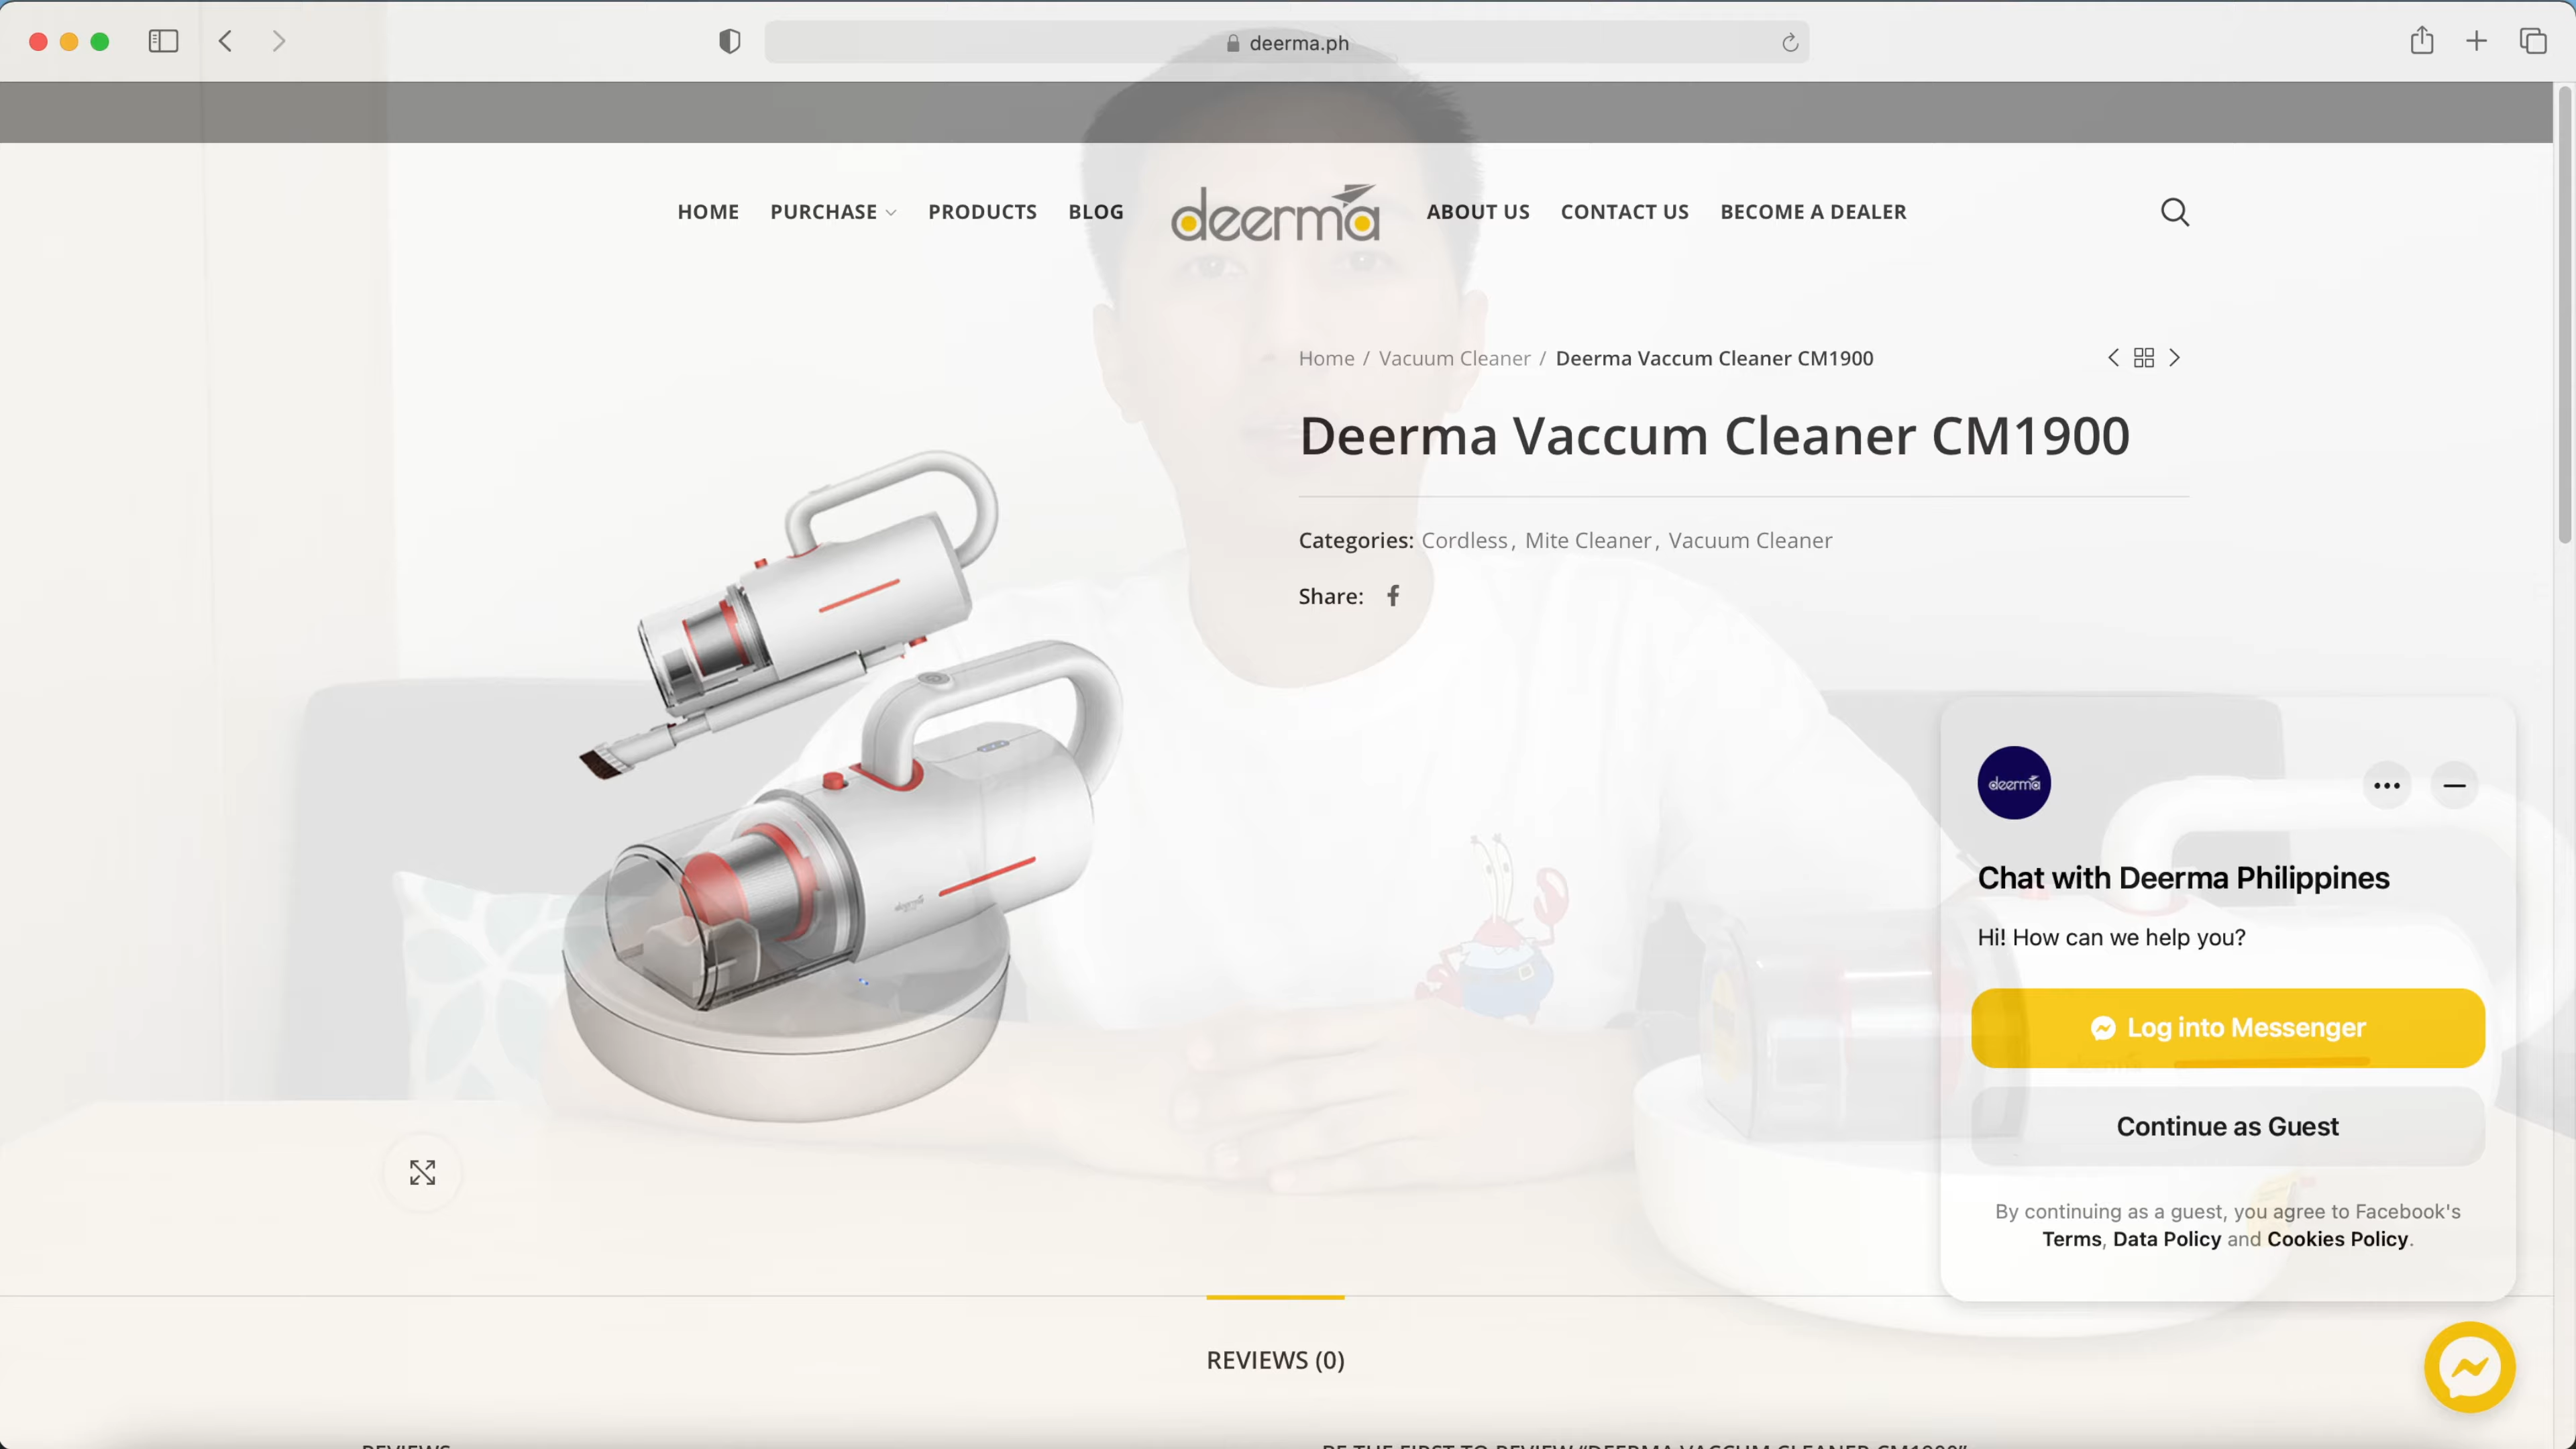 deerma.ph
HOME PURCHASE PRODUCTS BLOG deerma ABOUT US CONTACT US BECOME A DEALER
Home / Vacuum Cleaner / Deerma Vaccum Cleaner CM1900
Deerma Vaccum Cleaner CM1900
Categories: Cordless, Mite Cleaner, Vacuum Cleaner
Share:
deerma
deerma
Chat with Deerma Philippines
Hi! How can we help you?
Log into Messenger
Continue as Guest
By continuing as a guest, you agree to Facebook's
Terms, Data Policy and Cookies Policy.
REVIEWS (0)
REVIEWS
BE THE FIRST TO REVIEW “DEERMA VACCUM CLEANER CM1900”